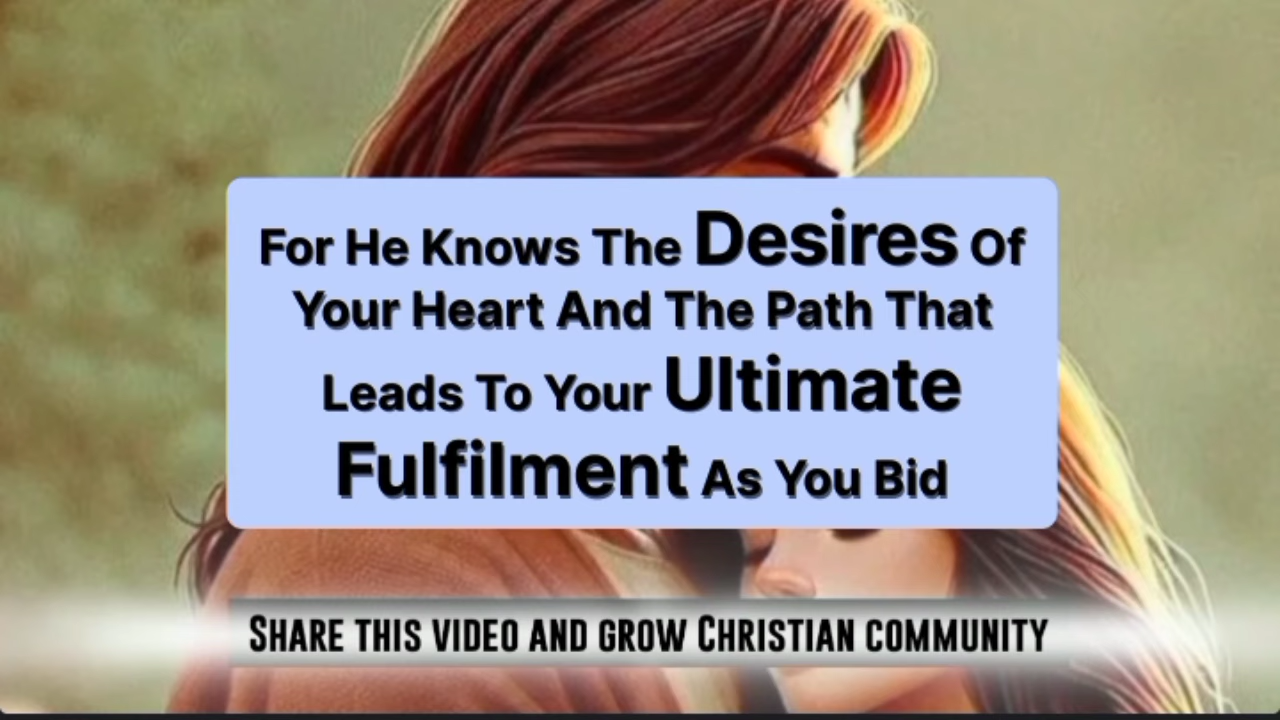 For He Knows The Desires Of
Your Heart And The Path That
Leads To Your Ultimate
Fulfilment As You Bid
Share this video and grow Christian community